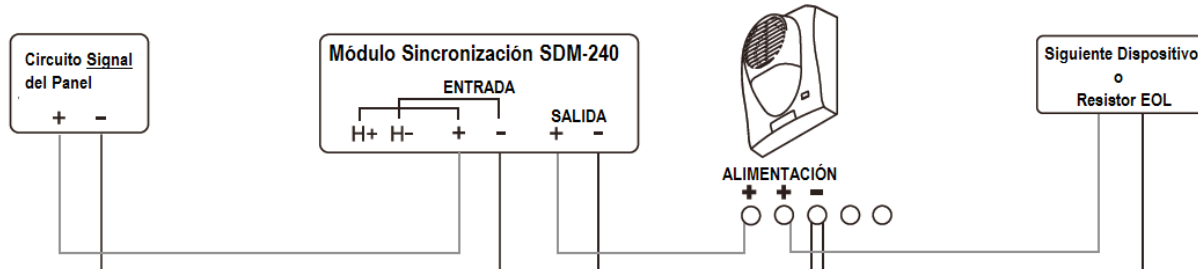 Circuito Signal
del Panel
+ -
Módulo Sincronización SDM-240
ENTRADA
H+ H- + -
SALIDA
+ -
ALIMENTACIÓN
+ + -
Siguiente Dispositivo
o
Resistor EOL